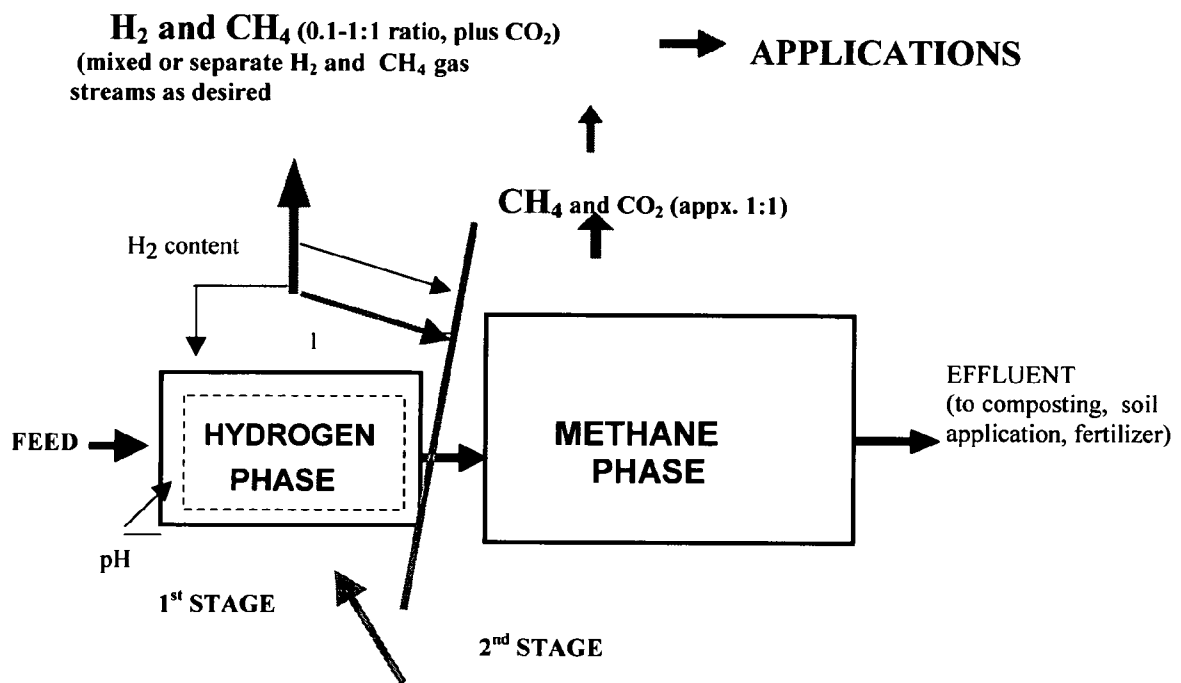 H₂ and CH₄ (0.1-1:1 ratio, plus CO₂)
(mixed or separate H₂ and CH₄ gas
streams as desired
APPLICATIONS
CH₄ and CO₂ (appx. 1:1)
H₂ content
1
FEED
HYDROGEN
PHASE
METHANE
PHASE
EFFLUENT
(to composting, soil
application, fertilizer)
pH
1st STAGE
2nd STAGE